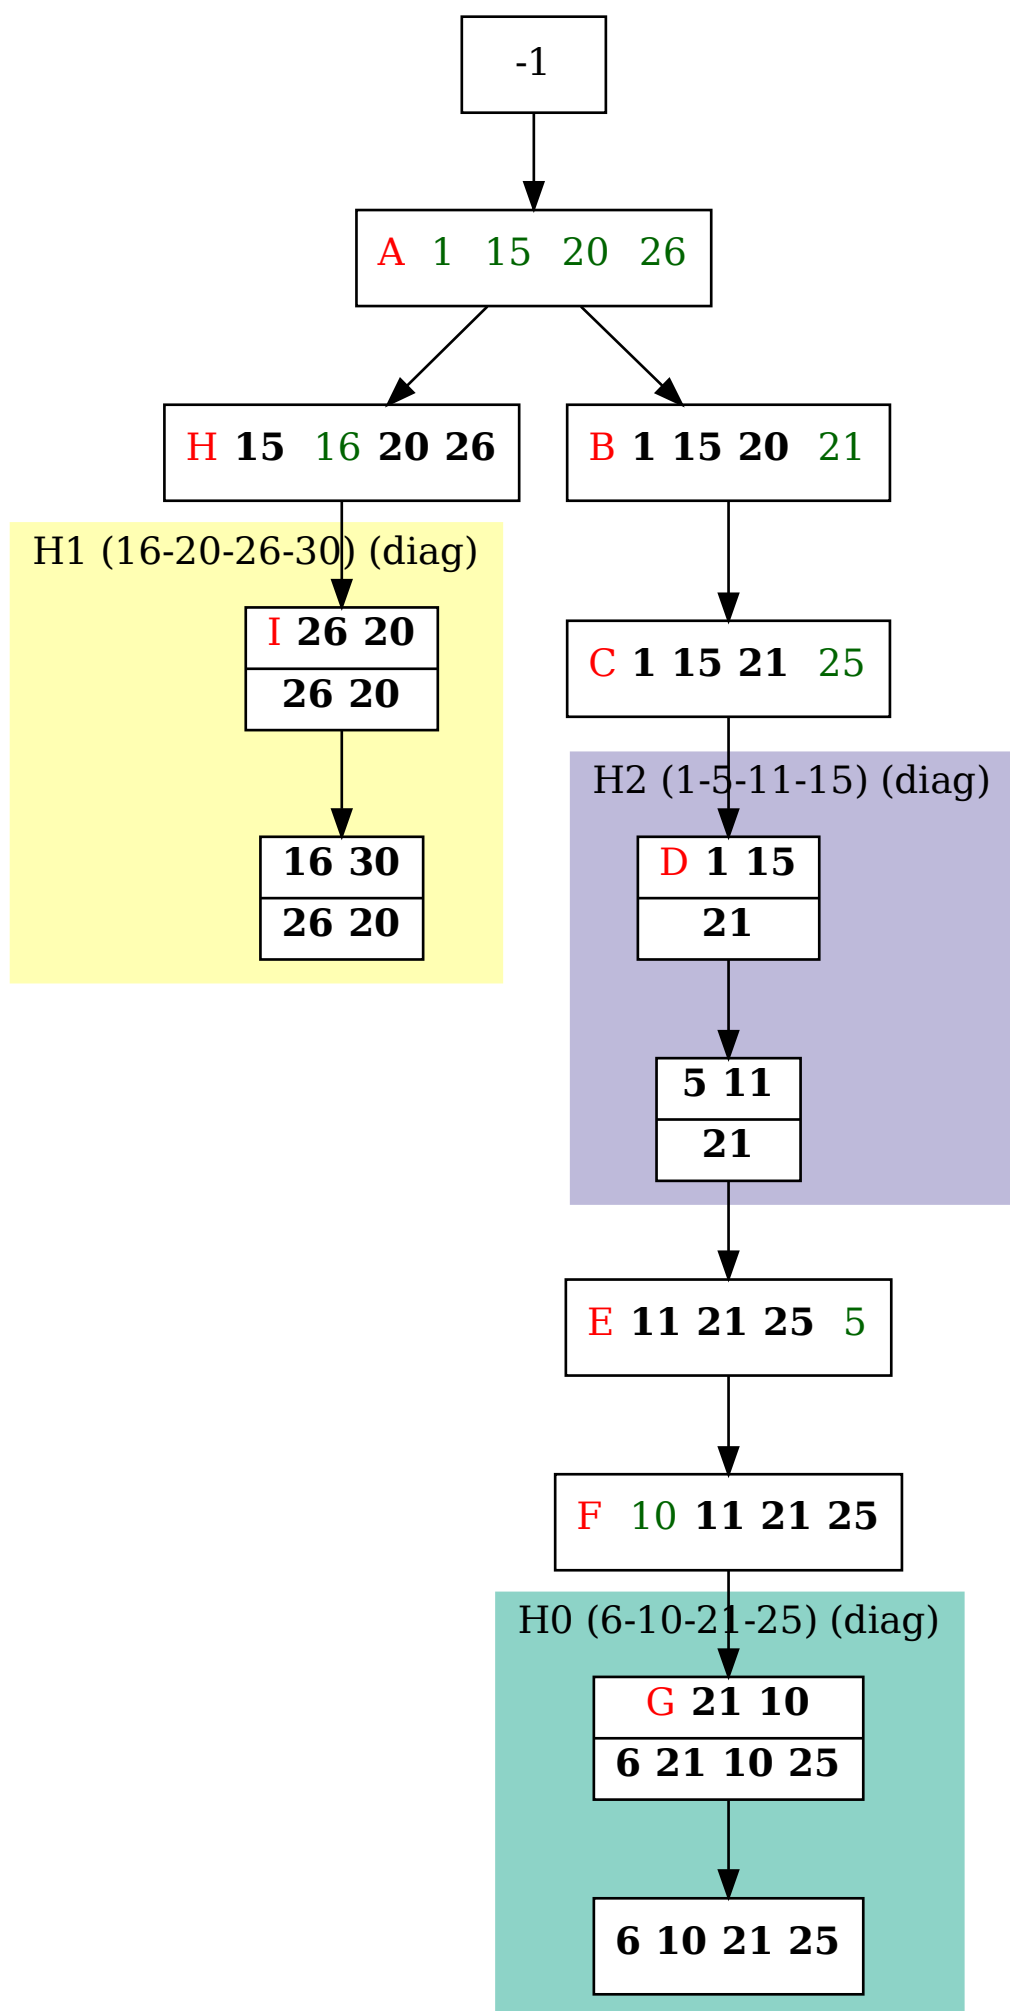 -1
A 1 15 20 26
H 15 16 20 26
B 1 15 20 21
H1 (16-20-26-30) (diag)
I 26 20
26 20
C 1 15 21 25
H2 (1-5-11-15) (diag)
16 30
26 20
D 1 15
21
5 11
21
E 11 21 25 5
F 10 11 21 25
H0 (6-10-21-25) (diag)
G 21 10
6 21 10 25
6 10 21 25